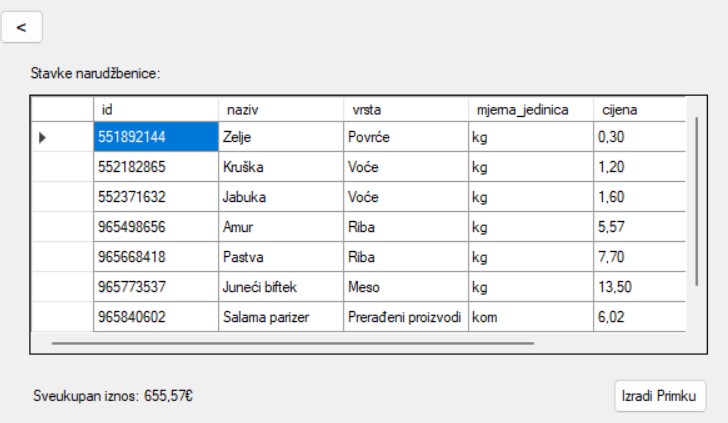 <
Stavke narudžbenice:
id naziv vrsta mjerna_jedinica cijena
551892144 Zelje Povrće kg 0,30
552182865 Kruška Voće kg 1,20
552371632 Jabuka Voće kg 1,60
965498656 Amur Riba kg 5,57
965668418 Pastva Riba kg 7,70
965773537 Juneći biftek Meso kg 13,50
965840602 Salama parizer Prerađeni proizvodi kom 6,02
Sveukupan iznos: 655,57€ Izradi Primku